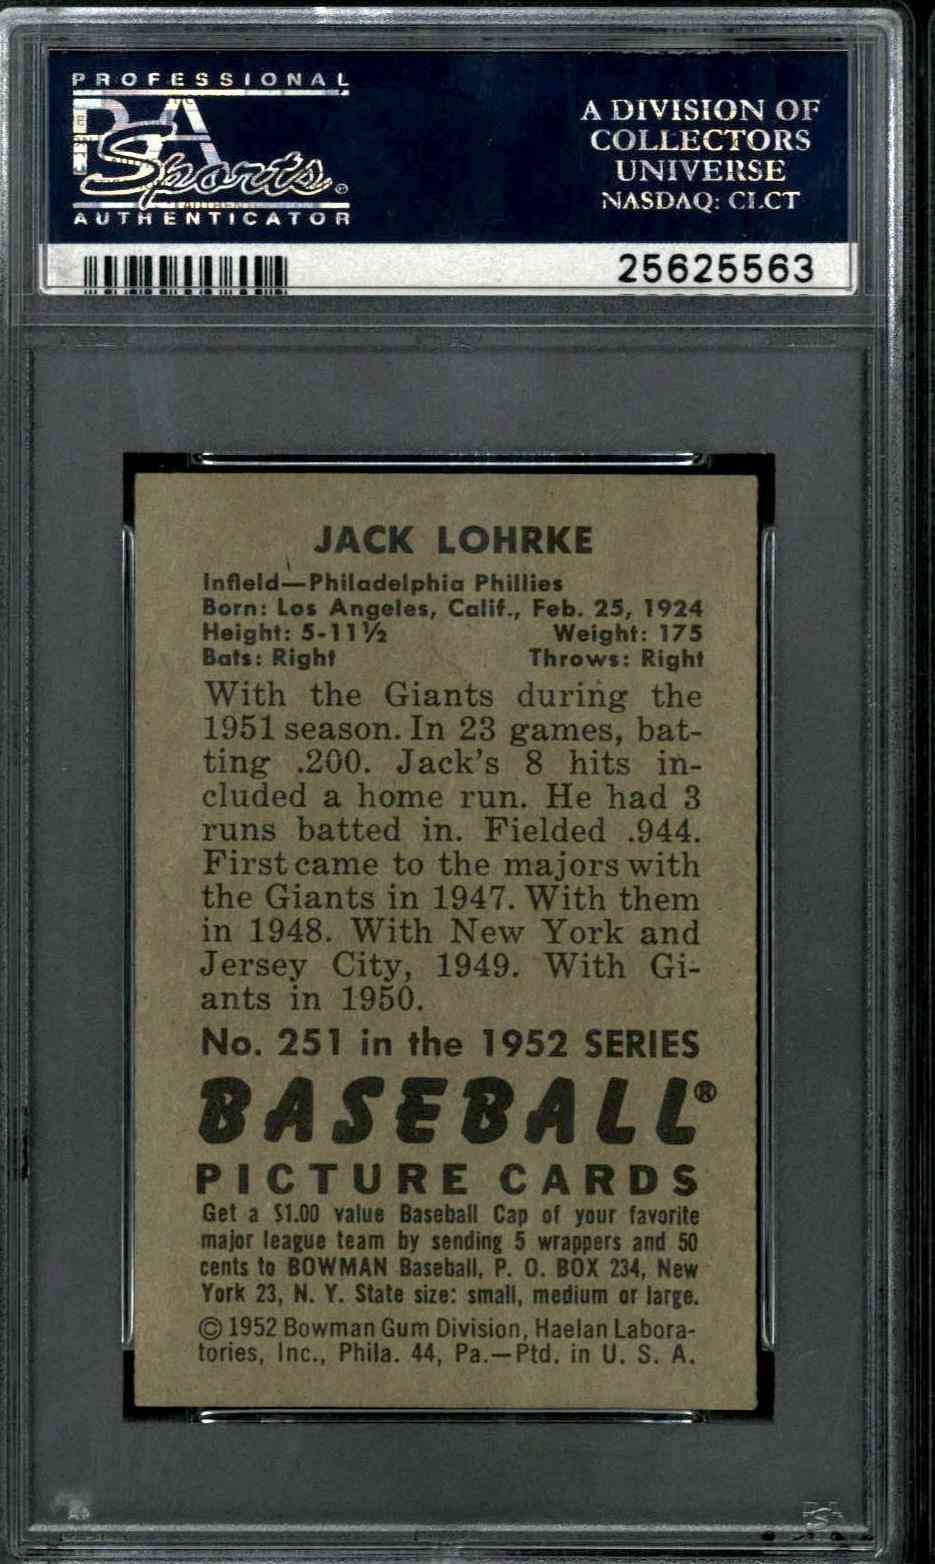 PROFESSIONAL
PSA
Sports
AUTHENTICATOR
A DIVISION OF
COLLECTORS
UNIVERSE
NASDAQ: CLCT
25625563
JACK LOHRKE
Infield—Philadelphia Phillies
Born: Los Angeles, Calif., Feb. 25, 1924
Height: 5-11½ Weight: 175
Bats: Right Throws: Right
With the Giants during the
1951 season. In 23 games, bat-
ting .200. Jack's 8 hits in-
cluded a home run. He had 3
runs batted in. Fielded .944.
First came to the majors with
the Giants in 1947. With them
in 1948. With New York and
Jersey City, 1949. With Gi-
ants in 1950.
No. 251 in the 1952 SERIES
BASEBALL®
PICTURE CARDS
Get a $1.00 value Baseball Cap of your favorite
major league team by sending 5 wrappers and 50
cents to BOWMAN Baseball, P. O. BOX 234, New
York 23, N. Y. State size: small, medium or large.
© 1952 Bowman Gum Division, Haelan Labora-
tories, Inc., Phila. 44, Pa.—Ptd. in U. S. A.